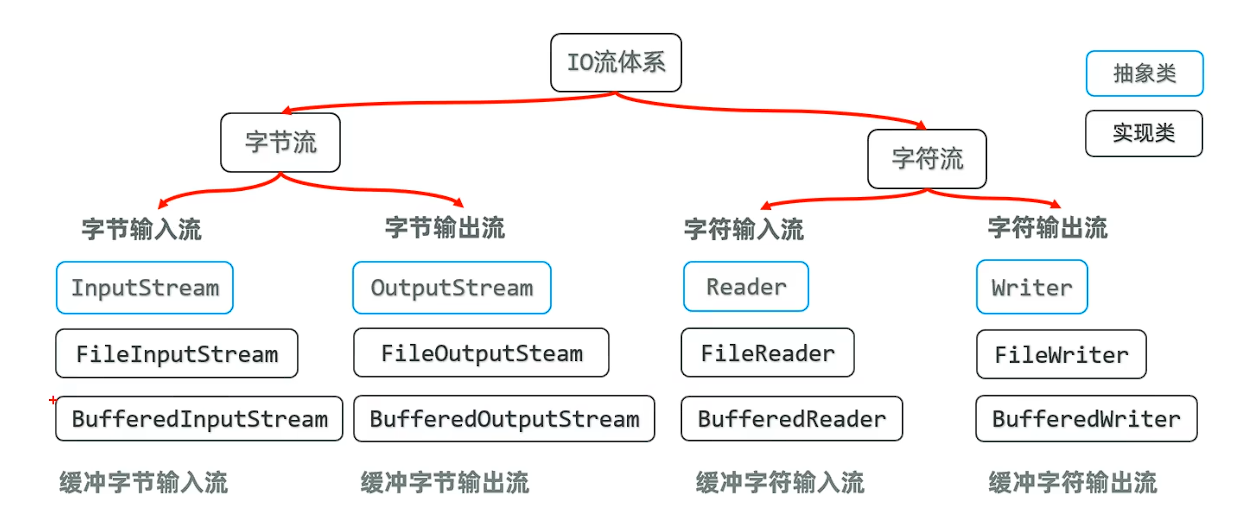 IO流体系
抽象类
实现类
字节流
字符流
字节输入流
字节输出流
字符输入流
字符输出流
InputStream
OutputStream
Reader
Writer
FileInputStream
FileOutputSteam
FileReader
FileWriter
BufferedInputStream
BufferedOutputStream
BufferedReader
BufferedWriter
缓冲字节输入流
缓冲字节输出流
缓冲字符输入流
缓冲字符输出流